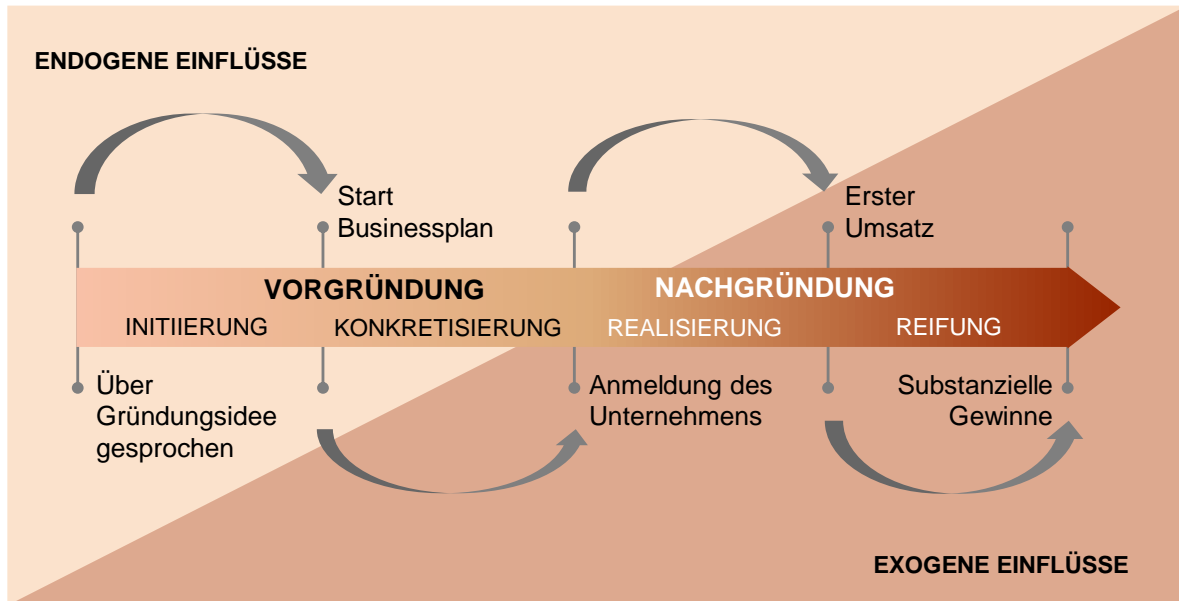 ENDOGENE EINFLÜSSE
Start
Businessplan
Erster
Umsatz
VORGRÜNDUNG
NACHGRÜNDUNG
INITIIERUNG
KONKRETISIERUNG
REALISIERUNG
REIFUNG
Über
Gründungsidee
gesprochen
Anmeldung des
Unternehmens
Substanzielle
Gewinne
EXOGENE EINFLÜSSE